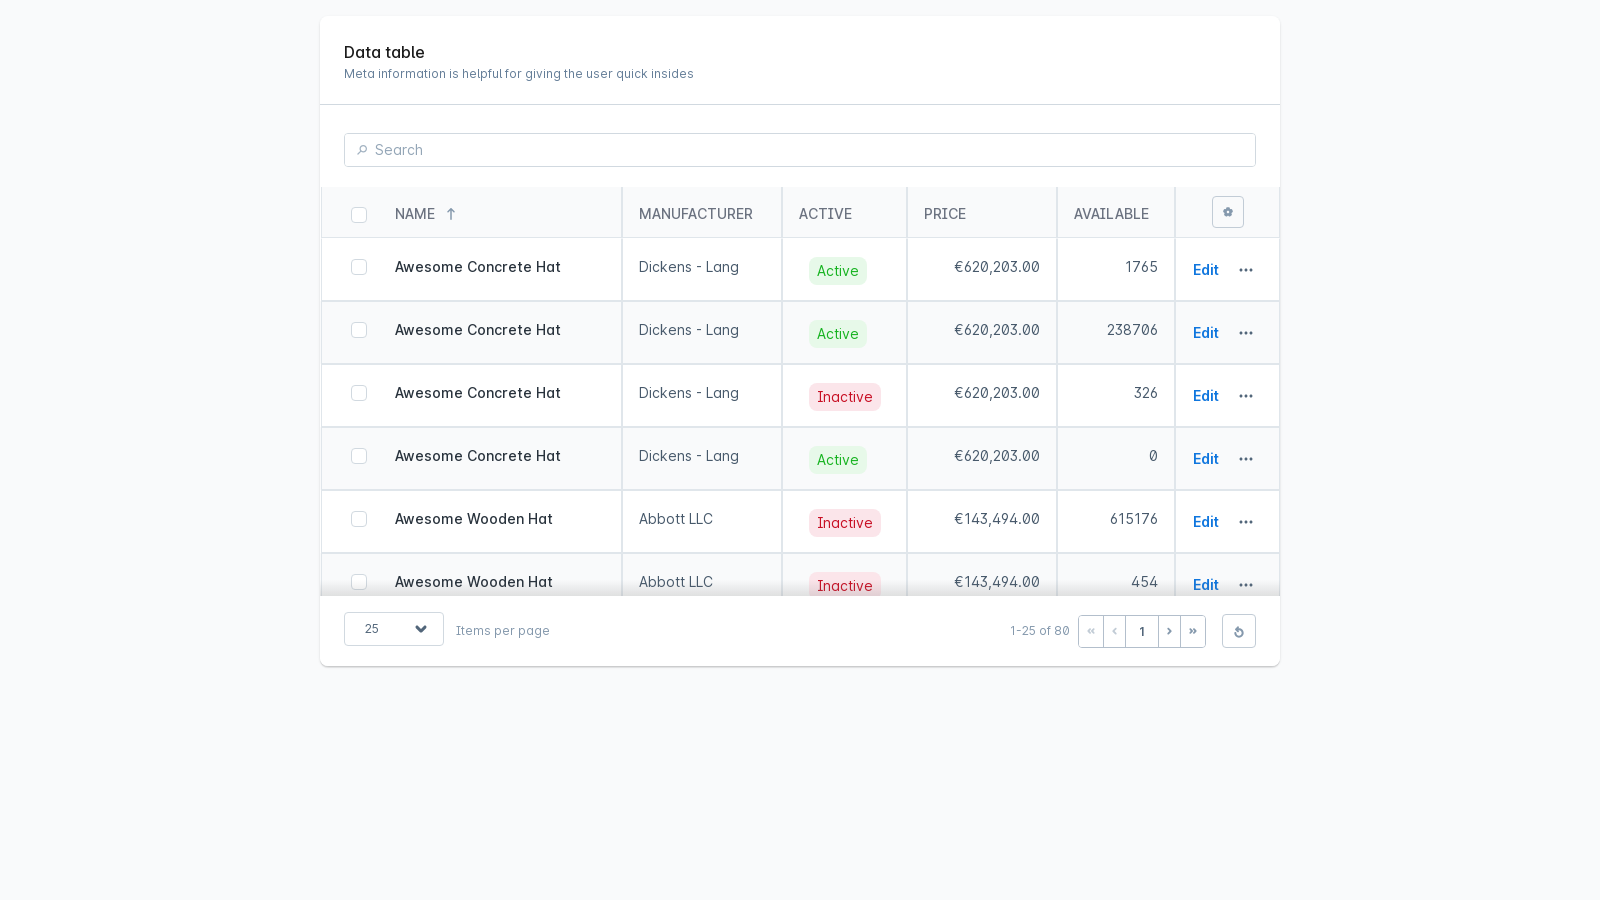 Data table
Meta information is helpful for giving the user quick insides
Search
NAME MANUFACTURER ACTIVE PRICE AVAILABLE
Awesome Concrete Hat Dickens - Lang Active €620,203.00 1765 Edit
Awesome Concrete Hat Dickens - Lang Active €620,203.00 238706 Edit
Awesome Concrete Hat Dickens - Lang Inactive €620,203.00 326 Edit
Awesome Concrete Hat Dickens - Lang Active €620,203.00 0 Edit
Awesome Wooden Hat Abbott LLC Inactive €143,494.00 615176 Edit
Awesome Wooden Hat Abbott LLC Inactive €143,494.00 454 Edit
25 Items per page 1-25 of 80 « ‹ 1 › »